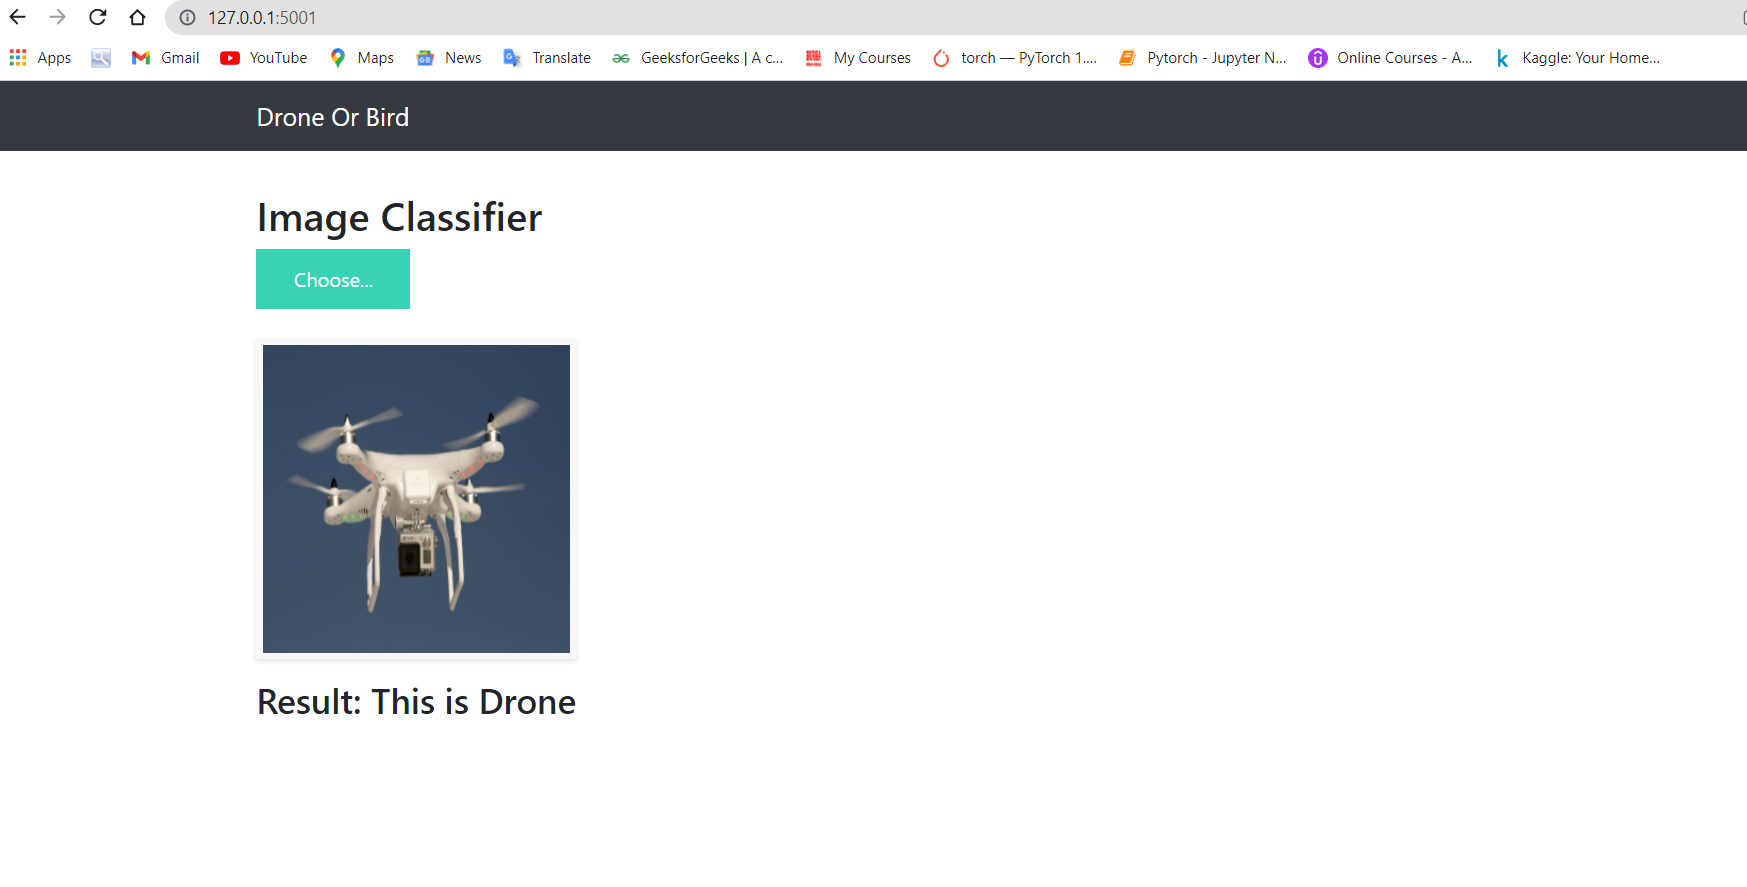 127.0.0.1:5001
Apps Gmail YouTube Maps News Translate GeeksforGeeks | A c... My Courses torch — PyTorch 1.... Pytorch - Jupyter N... Online Courses - A... Kaggle: Your Home...
Drone Or Bird
Image Classifier
Choose...
Result: This is Drone